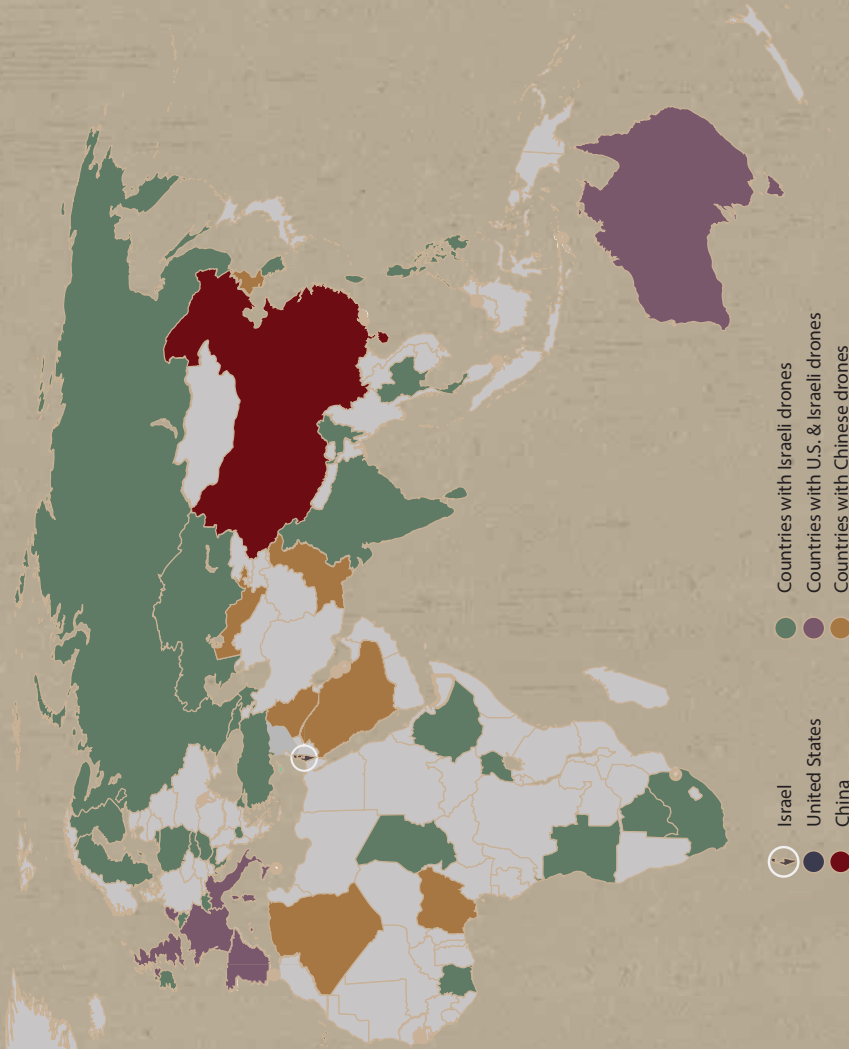 Israel
United States
China
Countries with Israeli drones
Countries with U.S. & Israeli drones
Countries with Chinese drones